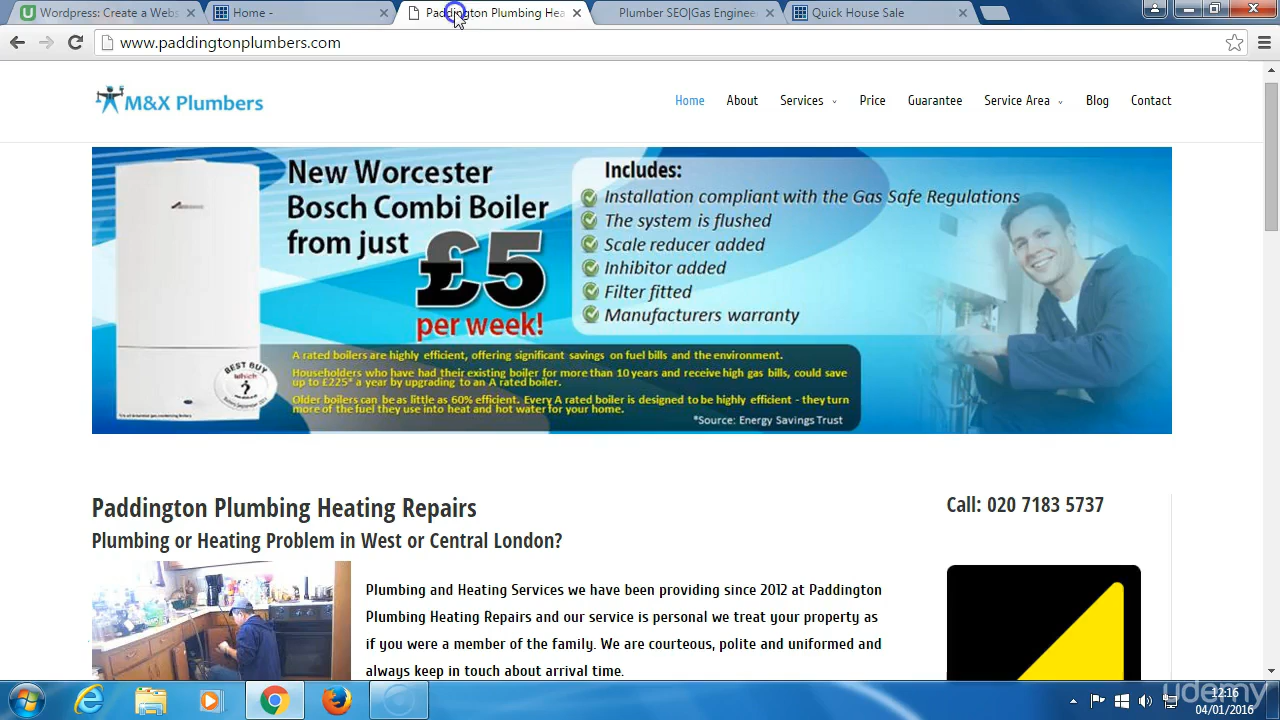 Wordpress: Create a Webs
Home -
Paddington Plumbing Hea
Plumber SEO|Gas Enginee
Quick House Sale
www.paddingtonplumbers.com
M&X Plumbers
Home
About
Services
Price
Guarantee
Service Area
Blog
Contact
New Worcester
Bosch Combi Boiler
from just
£5
per week!
Includes:
Installation compliant with the Gas Safe Regulations
The system is flushed
Scale reducer added
Inhibitor added
Filter fitted
Manufacturers warranty
BEST BUY
Which
A rated boilers are highly efficient, offering significant savings on fuel bills and the environment.
Householders who have had their existing boiler for more than 10 years and receive high gas bills, could save
up to £225* a year by upgrading to an A rated boiler.
Older boilers can be as little as 60% efficient. Every A rated boiler is designed to be highly efficient - they turn
more of the fuel they use into heat and hot water for your home.
*Source: Energy Savings Trust
Paddington Plumbing Heating Repairs
Call: 020 7183 5737
Plumbing or Heating Problem in West or Central London?
Plumbing and Heating Services we have been providing since 2012 at Paddington
Plumbing Heating Repairs and our service is personal we treat your property as
if you were a member of the family. We are courteous, polite and uniformed and
always keep in touch about arrival time.
udemy
12:16
04/01/2016